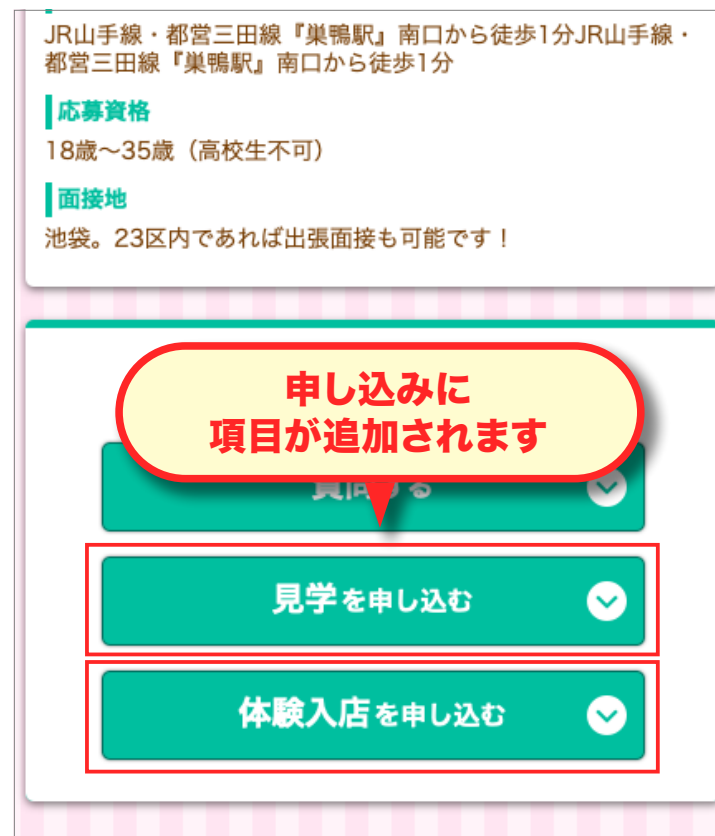 JR山手線・都営三田線『巣鴨駅』南口から徒歩1分JR山手線・
都営三田線『巣鴨駅』南口から徒歩1分
応募資格
18歳〜35歳（高校生不可）
面接地
池袋。23区内であれば出張面接も可能です！
申し込みに
項目が追加されます
質問する
見学を申し込む
体験入店を申し込む